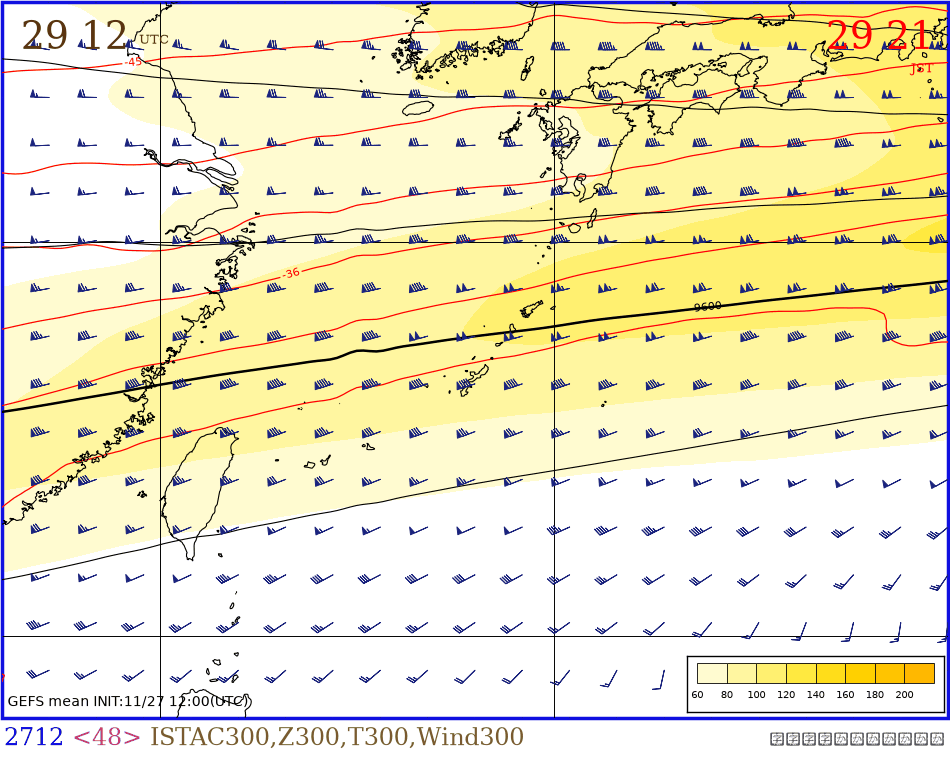 29 12 UTC
29 21
JST
-45
-36
9600
60 80 100 120 140 160 180 200
GEFS mean INIT:11/27 12:00(UTC)
2712 <48> ISTAC300,Z300,T300,Wind300